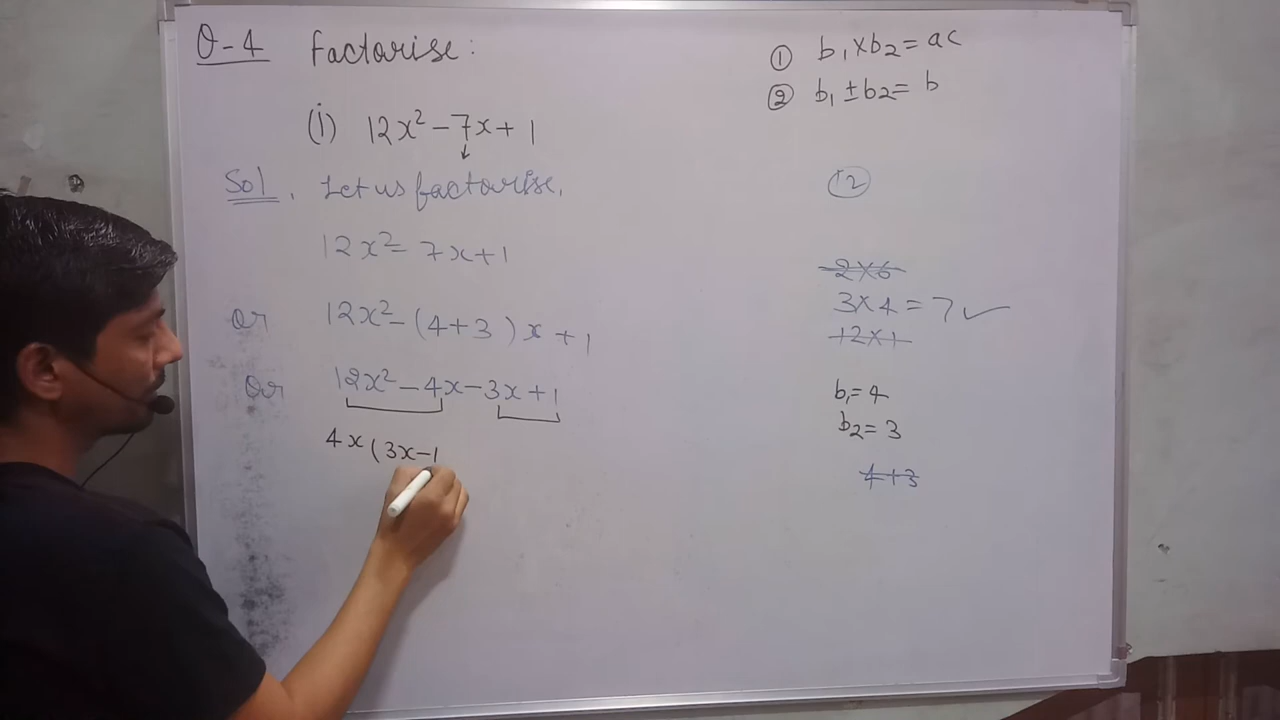 Q-4 Factorise:
(i) 12x² - 7x + 1
Sol. Let us factorise,
12x² - 7x + 1
or 12x² - (4+3)x + 1
Or 12x² - 4x - 3x + 1
4x (3x-1
① b₁ × b₂ = ac
② b₁ ± b₂ = b
12
2×6
3×4 = 7 ✓
12×1
b₁ = 4
b₂ = 3
4+3